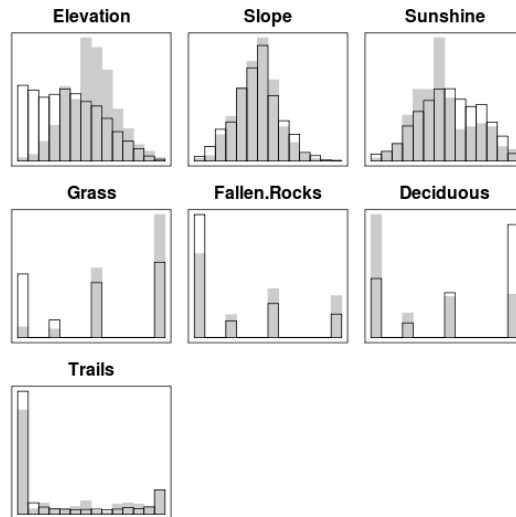 Elevation
Slope
Sunshine
Grass
Fallen.Rocks
Deciduous
Trails